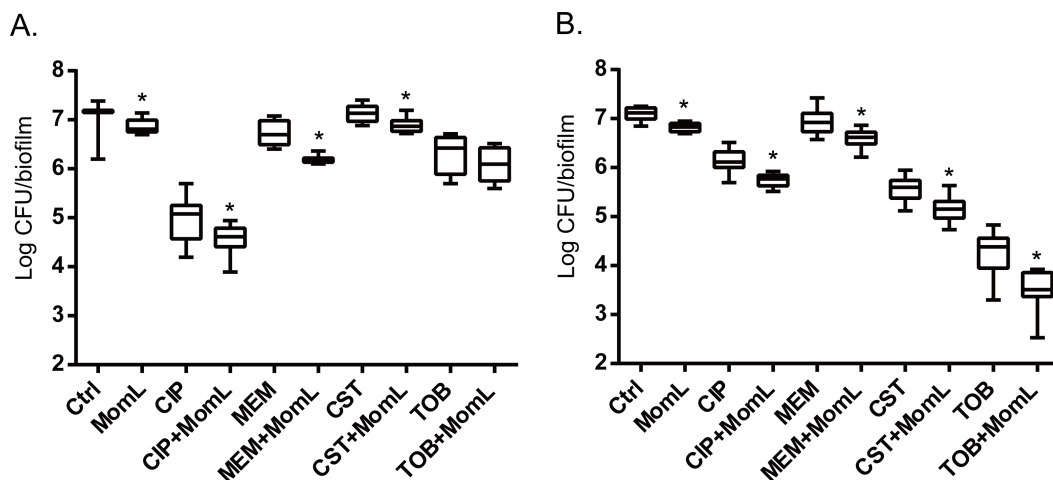 A.
8
7
6
5
4
3
2
Log CFU/biofilm
* * * * *
Ctrl
MomL
CIP
CIP+MomL
MEM
MEM+MomL
CST
CST+MomL
TOB
TOB+MomL
B.
8
7
6
5
4
3
2
Log CFU/biofilm
* * * * *
Ctrl
MomL
CIP
CIP+MomL
MEM
MEM+MomL
CST
CST+MomL
TOB
TOB+MomL